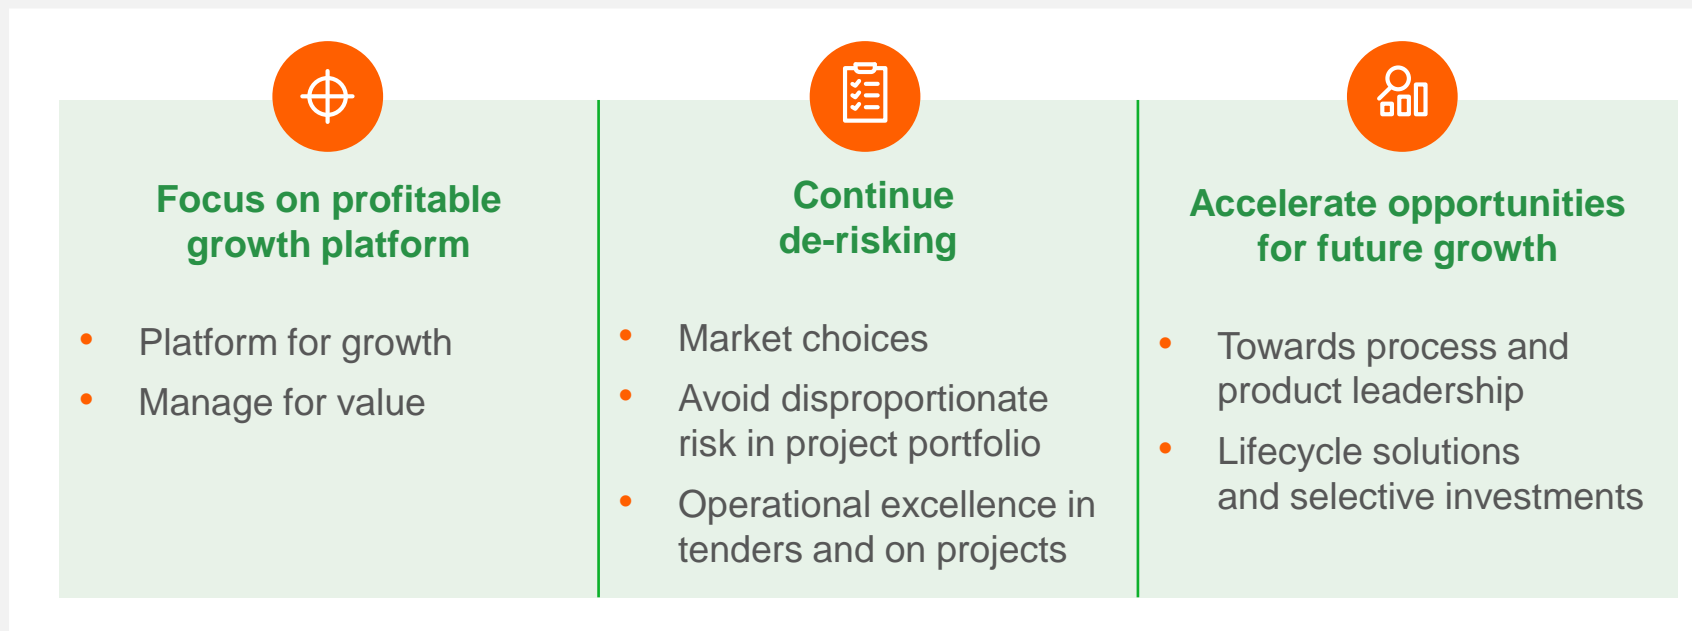 Focus on profitable
growth platform
• Platform for growth
• Manage for value
Continue
de-risking
• Market choices
• Avoid disproportionate
risk in project portfolio
• Operational excellence in
tenders and on projects
Accelerate opportunities
for future growth
• Towards process and
product leadership
• Lifecycle solutions
and selective investments